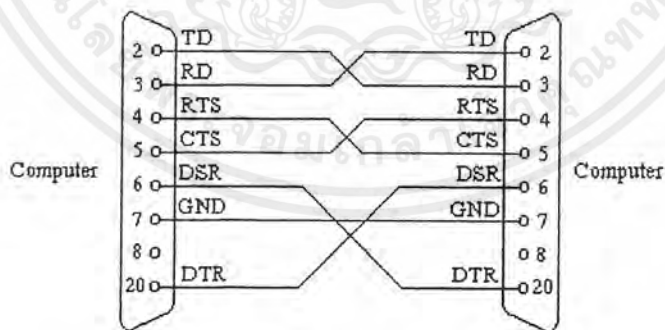 TD TD
2 2
RD RD
3 3
RTS RTS
4 4
CTS CTS
5 5
Computer Computer
DSR DSR
6 6
GND GND
7 7
8 8
DTR DTR
20 20